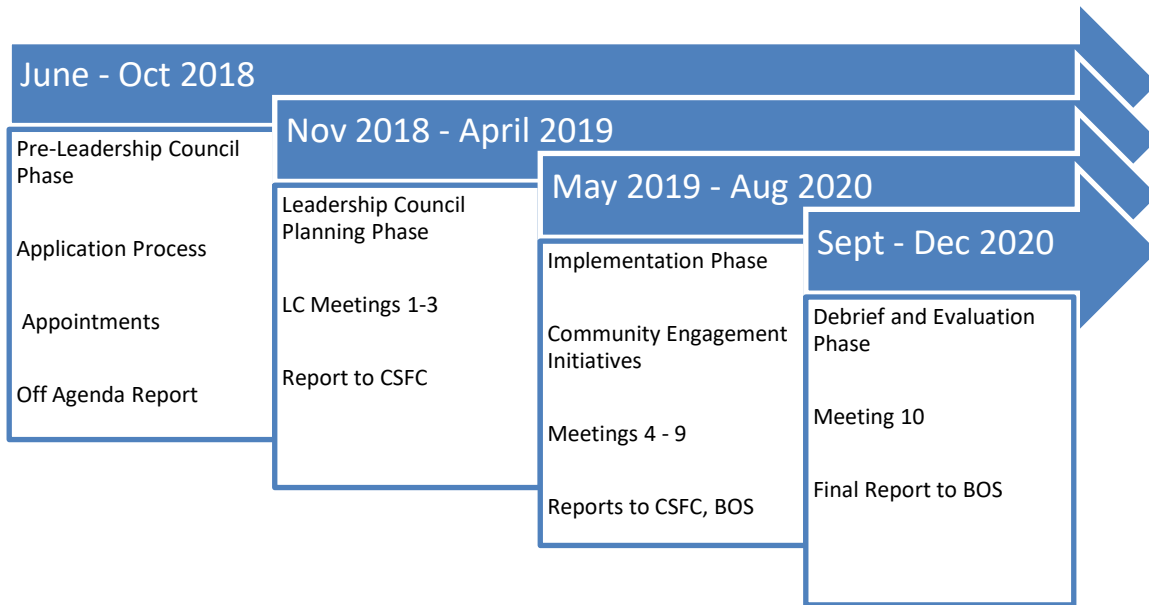 June - Oct 2018
Pre-Leadership Council
Phase
Application Process
Appointments
Off Agenda Report
Nov 2018 - April 2019
Leadership Council
Planning Phase
LC Meetings 1-3
Report to CSFC
May 2019 - Aug 2020
Implementation Phase
Community Engagement
Initiatives
Meetings 4 - 9
Reports to CSFC, BOS
Sept - Dec 2020
Debrief and Evaluation
Phase
Meeting 10
Final Report to BOS